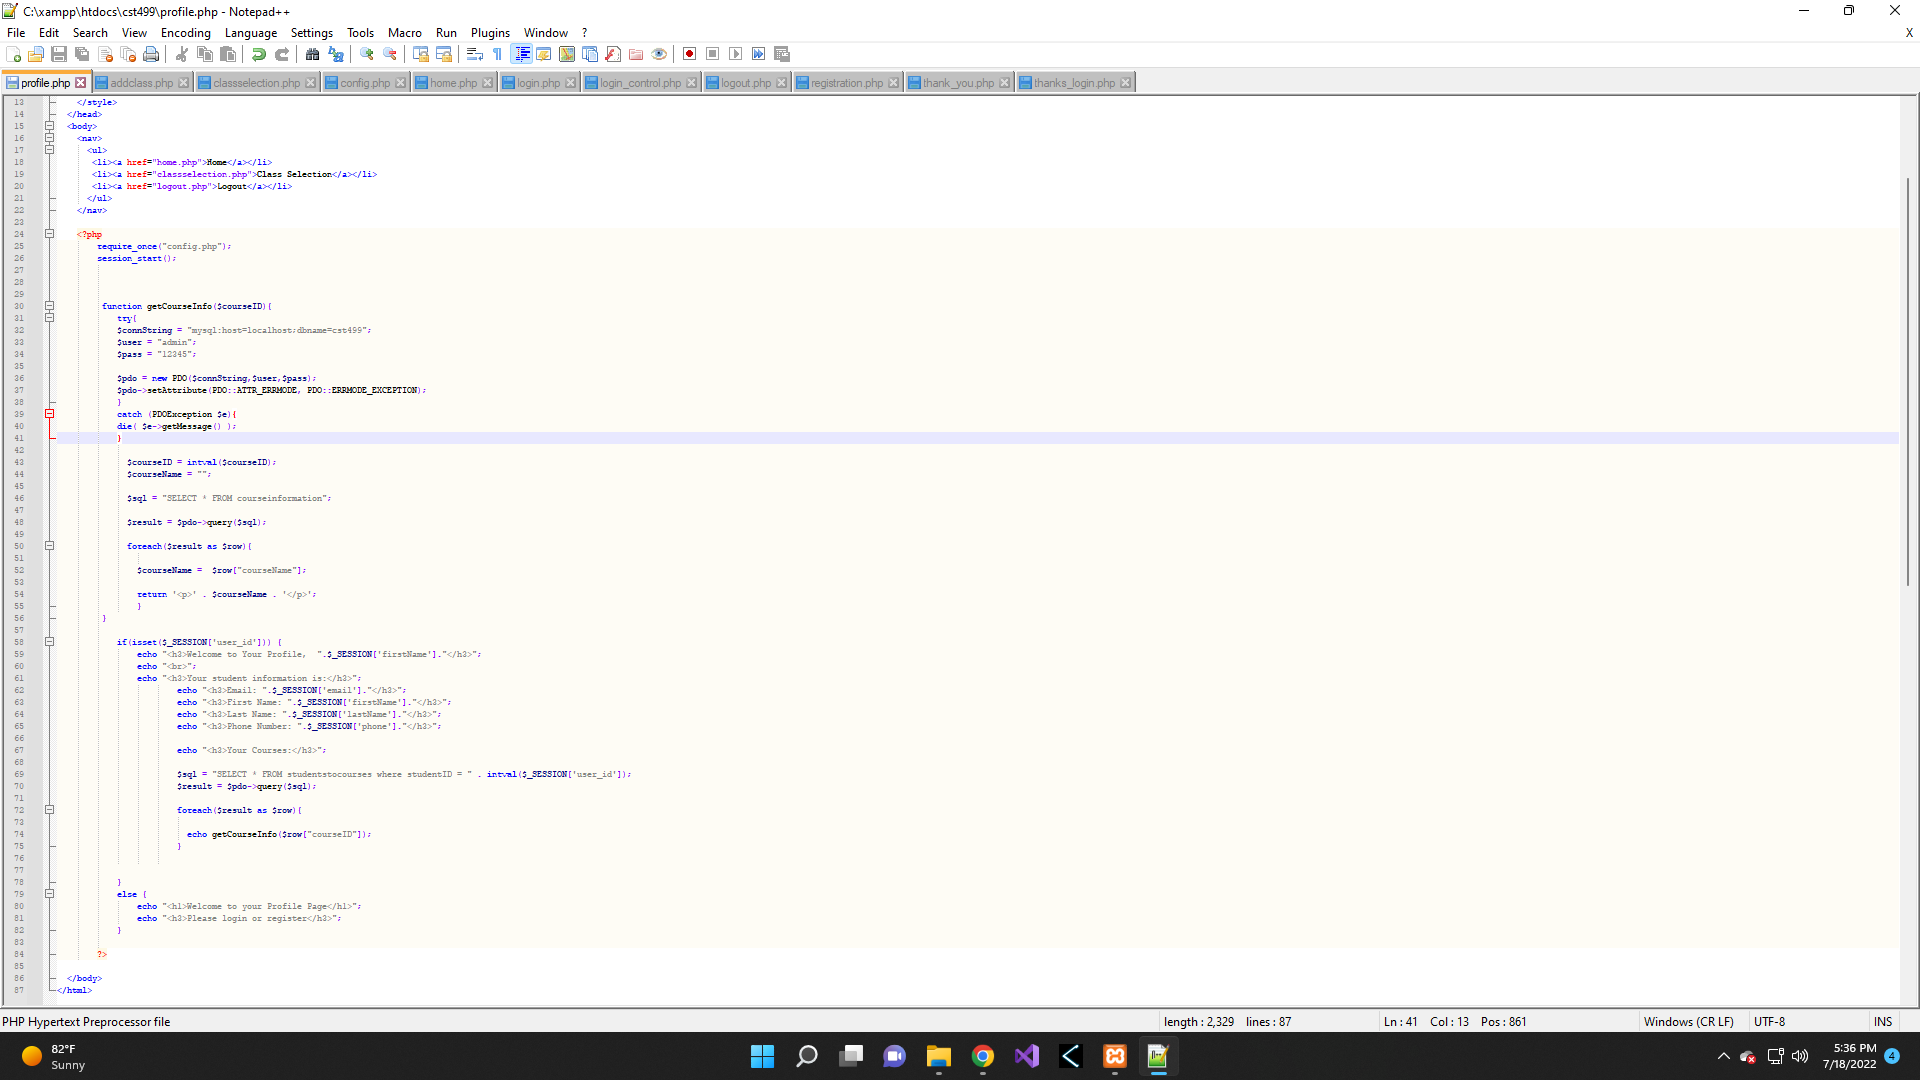 C:\xampp\htdocs\cst499\profile.php - Notepad++
File Edit Search View Encoding Language Settings Tools Macro Run Plugins Window ? X
profile.php addclass.php classselection.php config.php home.php login.php login_control.php logout.php registration.php thank_you.php thanks_login.php
13 </style>
14 </head>
15 <body>
16 <nav>
17 <ul>
18 <li><a href="home.php">Home</a></li>
19 <li><a href="classselection.php">Class Selection</a></li>
20 <li><a href="logout.php">Logout</a></li>
21 </ul>
22 </nav>
23
24 <?php
25 require_once("config.php");
26 session_start();
27
28
29
30 function getCourseInfo($courseID){
31 try{
32 $connString = "mysql:host=localhost;dbname=cst499";
33 $user = "admin";
34 $pass = "12345";
35
36 $pdo = new PDO($connString,$user,$pass);
37 $pdo->setAttribute(PDO::ATTR_ERRMODE, PDO::ERRMODE_EXCEPTION);
38 }
39 catch (PDOException $e){
40 die( $e->getMessage() );
41 }
42
43 $courseID = intval($courseID);
44 $courseName = "";
45
46 $sql = "SELECT * FROM courseinformation";
47
48 $result = $pdo->query($sql);
49
50 foreach($result as $row){
51
52 $courseName =  $row["courseName"];
53
54 return '<p>' . $courseName . '</p>';
55 }
56 }
57
58 if(isset($_SESSION['user_id'])) {
59 echo "<h3>Welcome to Your Profile,  ".$_SESSION['firstName']."</h3>";
60 echo "<br>";
61 echo "<h3>Your student information is:</h3>";
62 echo "<h3>Email: ".$_SESSION['email']."</h3>";
63 echo "<h3>First Name: ".$_SESSION['firstName']."</h3>";
64 echo "<h3>Last Name: ".$_SESSION['lastName']."</h3>";
65 echo "<h3>Phone Number: ".$_SESSION['phone']."</h3>";
66
67 echo "<h3>Your Courses:</h3>";
68
69 $sql = "SELECT * FROM studentstocourses where studentID = " . intval($_SESSION['user_id']);
70 $result = $pdo->query($sql);
71
72 foreach($result as $row){
73
74 echo getCourseInfo($row["courseID"]);
75 }
76
77
78 }
79 else {
80 echo "<h1>Welcome to your Profile Page</h1>";
81 echo "<h3>Please login or register</h3>";
82 }
83
84 ?>
85
86 </body>
87 </html>
PHP Hypertext Preprocessor file length : 2,329 lines : 87 Ln : 41 Col : 13 Pos : 861 Windows (CR LF) UTF-8 INS
82°F
Sunny
5:36 PM
7/18/2022
4